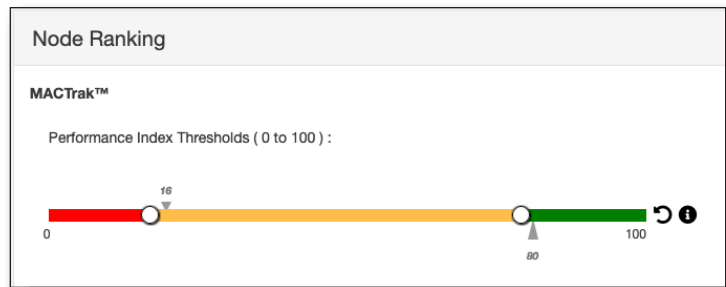 Node Ranking
MACTrak™
Performance Index Thresholds ( 0 to 100 ) :
16
0
100
80